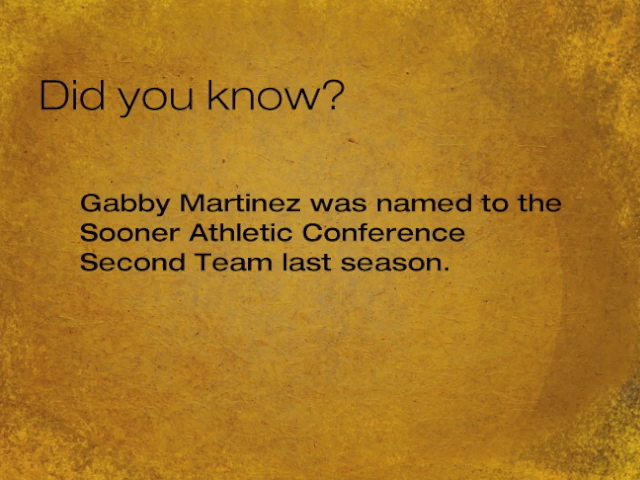 Did you know?
Gabby Martinez was named to the
Sooner Athletic Conference
Second Team last season.